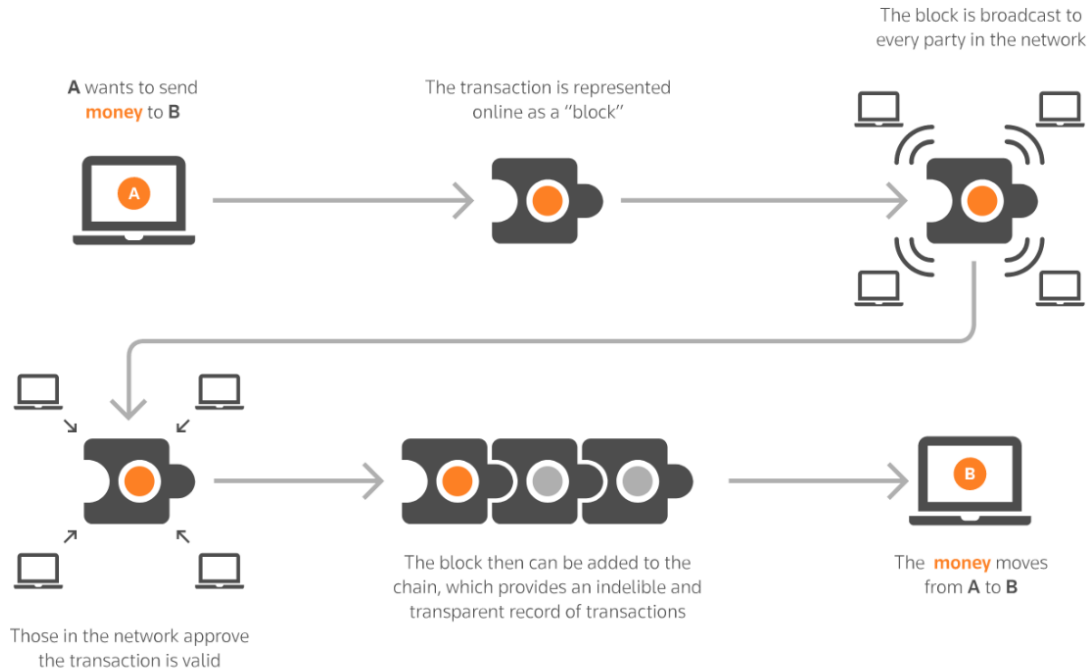 A wants to send
money to B
A
The transaction is represented
online as a “block”
The block is broadcast to
every party in the network
Those in the network approve
the transaction is valid
The block then can be added to the
chain, which provides an indelible and
transparent record of transactions
B
The money moves
from A to B